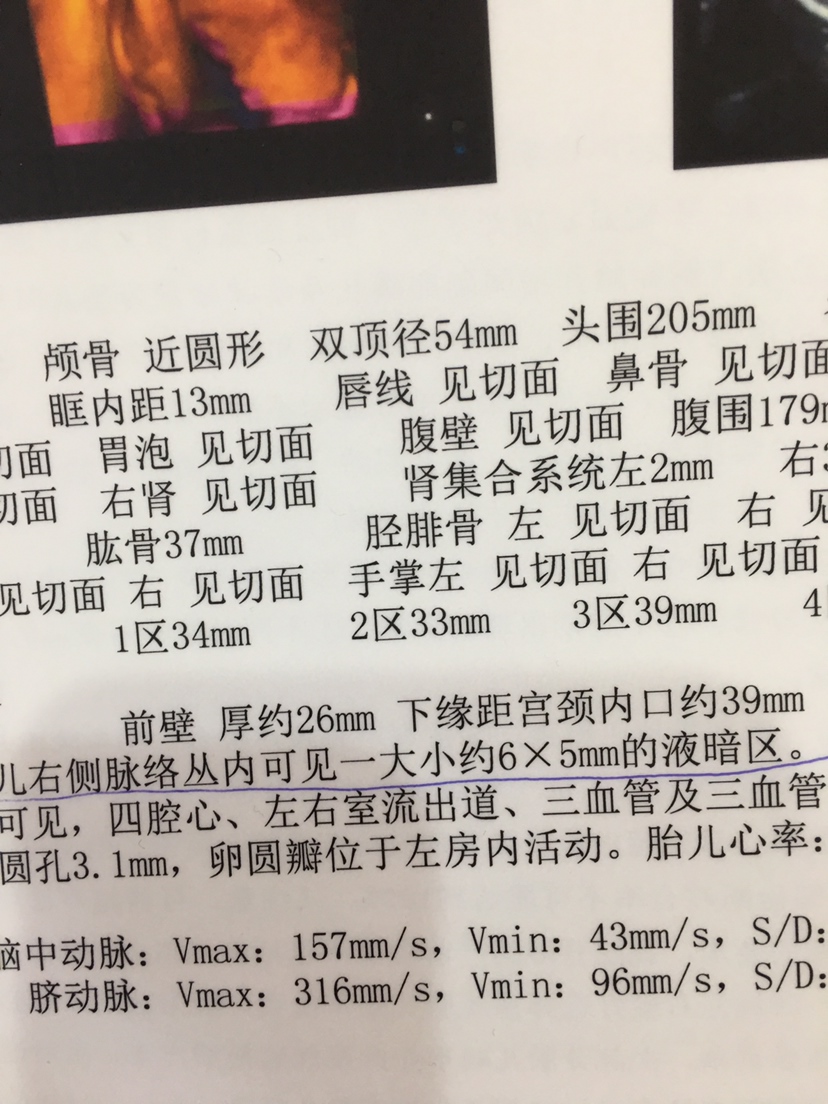 颅骨 近圆形 双顶径54mm 头围205mm
眶内距13mm 唇线 见切面 鼻骨 见切面
切面 胃泡 见切面 腹壁 见切面 腹围179m
切面 右肾 见切面 肾集合系统左2mm 右
肱骨37mm 胫腓骨 左 见切面 右 见
见切面 右 见切面 手掌左 见切面 右 见切面
1区34mm 2区33mm 3区39mm 4
前壁 厚约26mm 下缘距宫颈内口约39mm
儿右侧脉络丛内可见一大小约6×5mm的液暗区。
可见，四腔心、左右室流出道、三血管及三血管
圆孔3.1mm，卵圆瓣位于左房内活动。胎儿心率：
脑中动脉：Vmax：157mm/s，Vmin：43mm/s，S/D：
脐动脉：Vmax：316mm/s，Vmin：96mm/s，S/D：